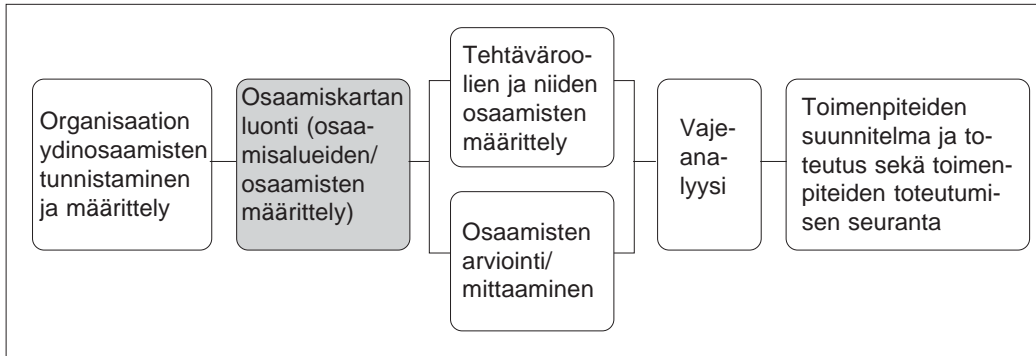 Organisaation
ydinosaamisten
tunnistaminen
ja määrittely
Osaamiskartan
luonti (osaa-
misalueiden/
osaamisten
määrittely)
Tehtäväroo-
lien ja niiden
osaamisten
määrittely
Osaamisten
arviointi/
mittaaminen
Vaje-
ana-
lyysi
Toimenpiteiden
suunnitelma ja to-
teutus sekä toimen-
piteiden toteutumi-
sen seuranta